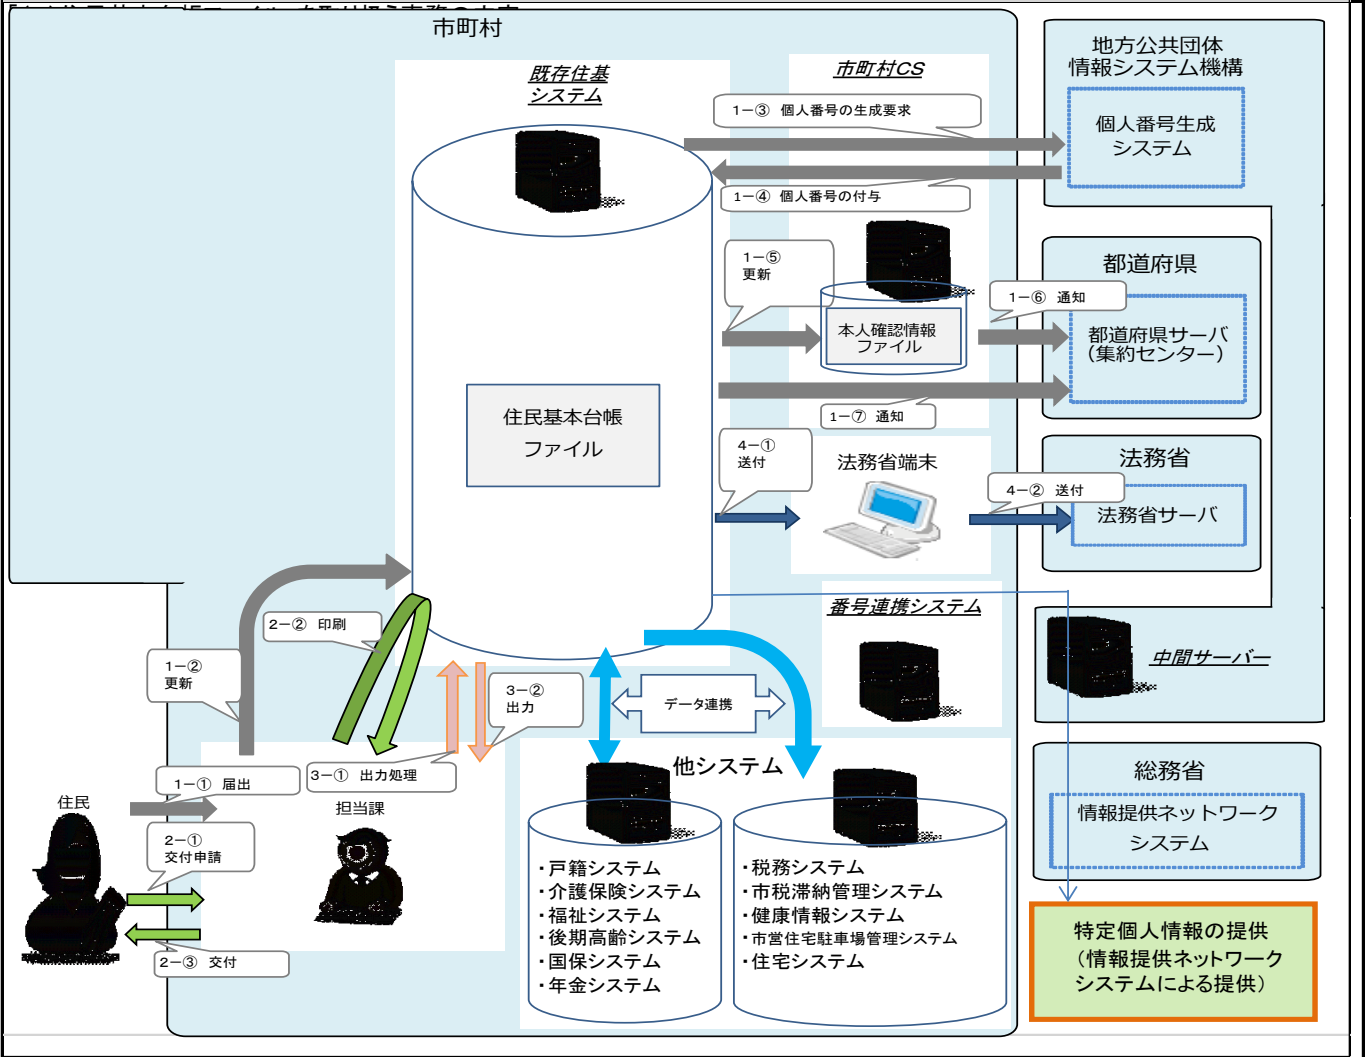 市町村
既存住基
システム
市町村CS
地方公共団体
情報システム機構
個人番号生成
システム
1－③ 個人番号の生成要求
1－④ 個人番号の付与
1－⑤
更新
本人確認情報
ファイル
都道府県
1－⑥ 通知
都道府県サーバ
（集約センター）
1－⑦ 通知
住民基本台帳
ファイル
4－①
送付
法務省端末
法務省
4－② 送付
法務省サーバ
番号連携システム
中間サーバー
2－② 印刷
1－②
更新
3－②
出力
データ連携
3－① 出力処理
1－① 届出
住民
担当課
2－①
交付申請
2－③ 交付
他システム
・戸籍システム
・介護保険システム
・福祉システム
・後期高齢システム
・国保システム
・年金システム
・税務システム
・市税滞納管理システム
・健康情報システム
・市営住宅駐車場管理システム
・住宅システム
総務省
情報提供ネットワーク
システム
特定個人情報の提供
（情報提供ネットワーク
システムによる提供）